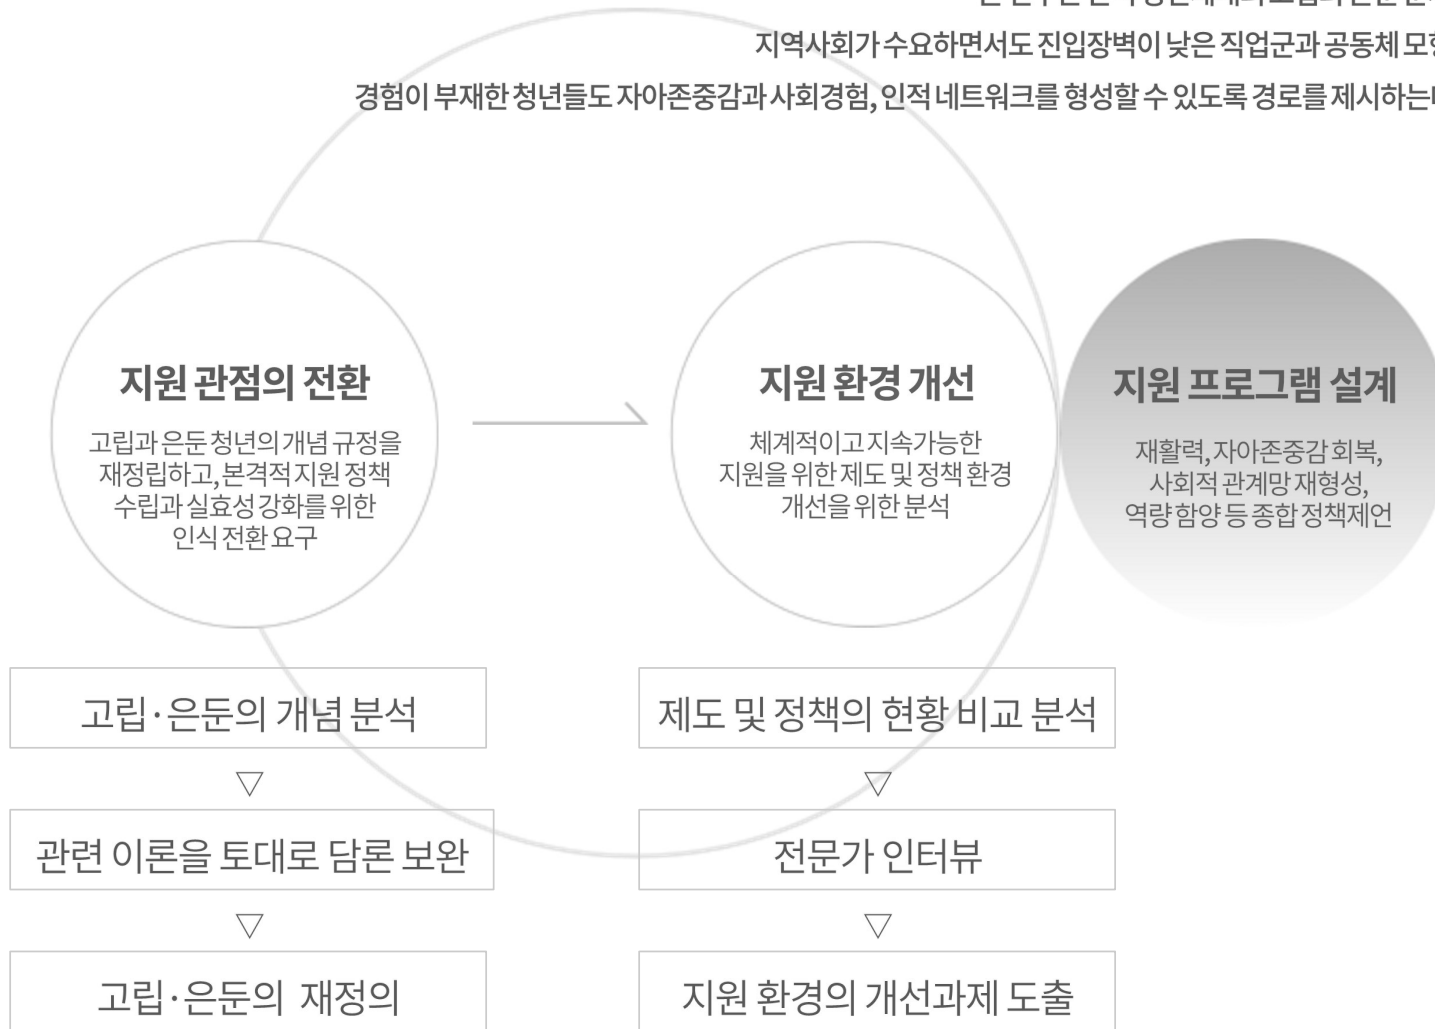 지역사회가 수요하면서도 진입장벽이 낮은 직업군과 공동체
경험이 부재한 청년들도 자아존중감과 사회경험, 인적 네트워크를 형성할 수 있도록 경로를 제시하는
지원 관점의 전환
고립과 은둔 청년의 개념 규정을
재정립하고, 본격적 지원 정책
수립과 실효성 강화를 위한
인식 전환 요구
지원 환경 개선
체계적이고 지속가능한
지원을 위한 제도 및 정책 환경
개선을 위한 분석
지원 프로그램 설계
재활력, 자아존중감 회복,
사회적 관계망 재형성,
역량 함양 등 종합 정책제언
고립·은둔의 개념 분석
▽
관련 이론을 토대로 담론 보완
▽
고립·은둔의 재정의
제도 및 정책의 현황 비교 분석
▽
전문가 인터뷰
▽
지원 환경의 개선과제 도출